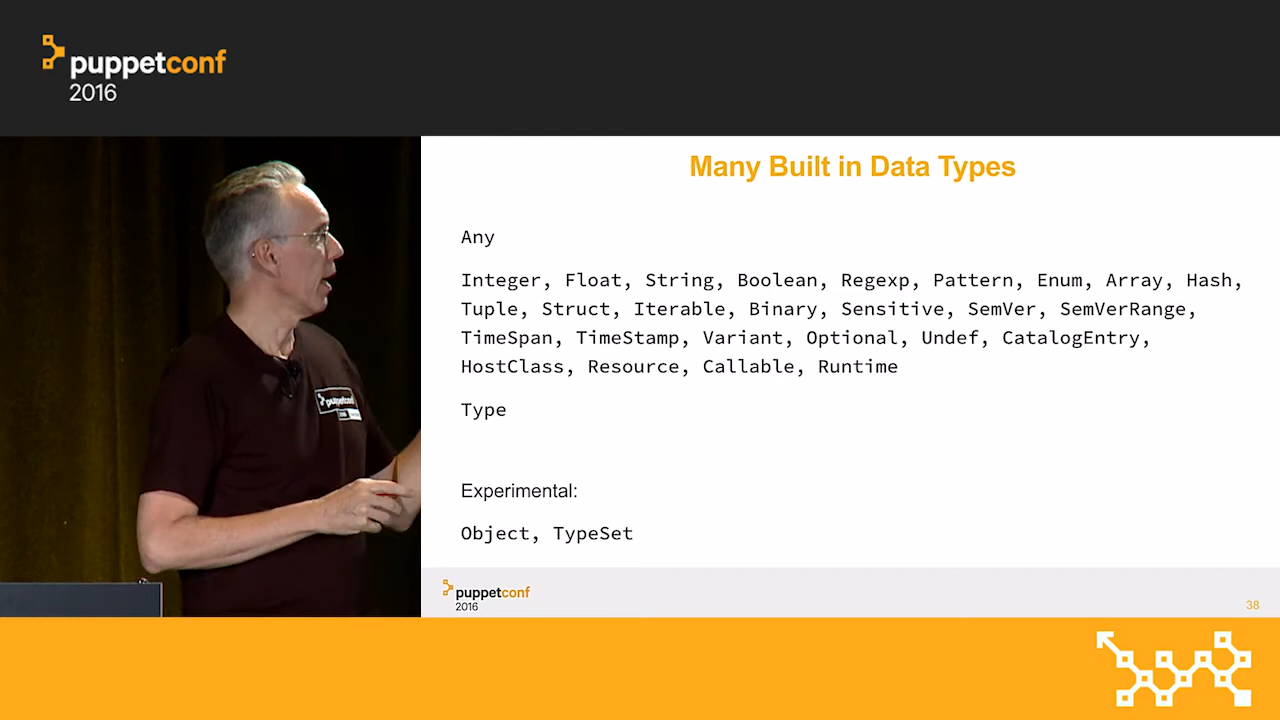 puppetconf
2016
Many Built in Data Types
Any
Integer, Float, String, Boolean, Regexp, Pattern, Enum, Array, Hash,
Tuple, Struct, Iterable, Binary, Sensitive, SemVer, SemVerRange,
TimeSpan, TimeStamp, Variant, Optional, Undef, CatalogEntry,
HostClass, Resource, Callable, Runtime
Type
Experimental:
Object, TypeSet
puppetconf
2016
38
puppetconf